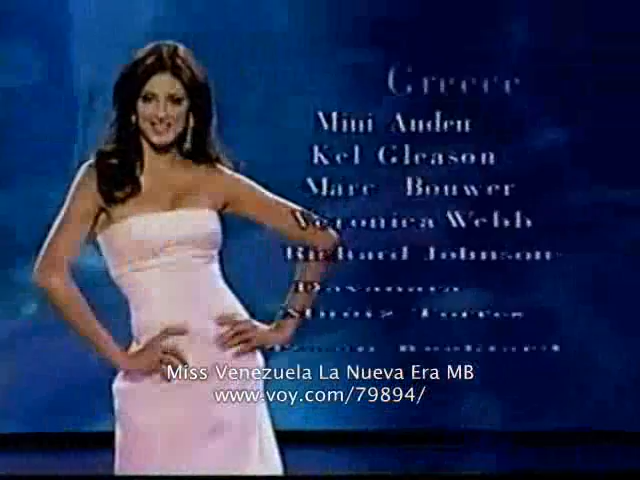 Greece
Mini Anden
Kel Gleason
Marc Bouwer
Veronica Webb
Richard Johnson
Miss Venezuela La Nueva Era MB
www.voy.com/79894/